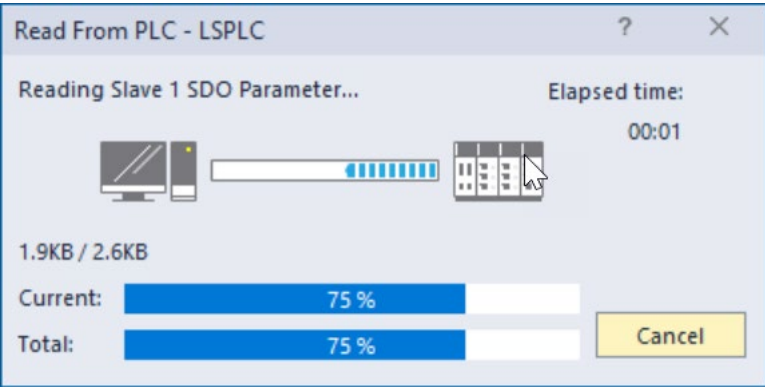 Read From PLC - LSPLC ?
Reading Slave 1 SDO Parameter...
Elapsed time:
00:01
1.9KB / 2.6KB
Current: 75 %
Total: 75 %
Cancel